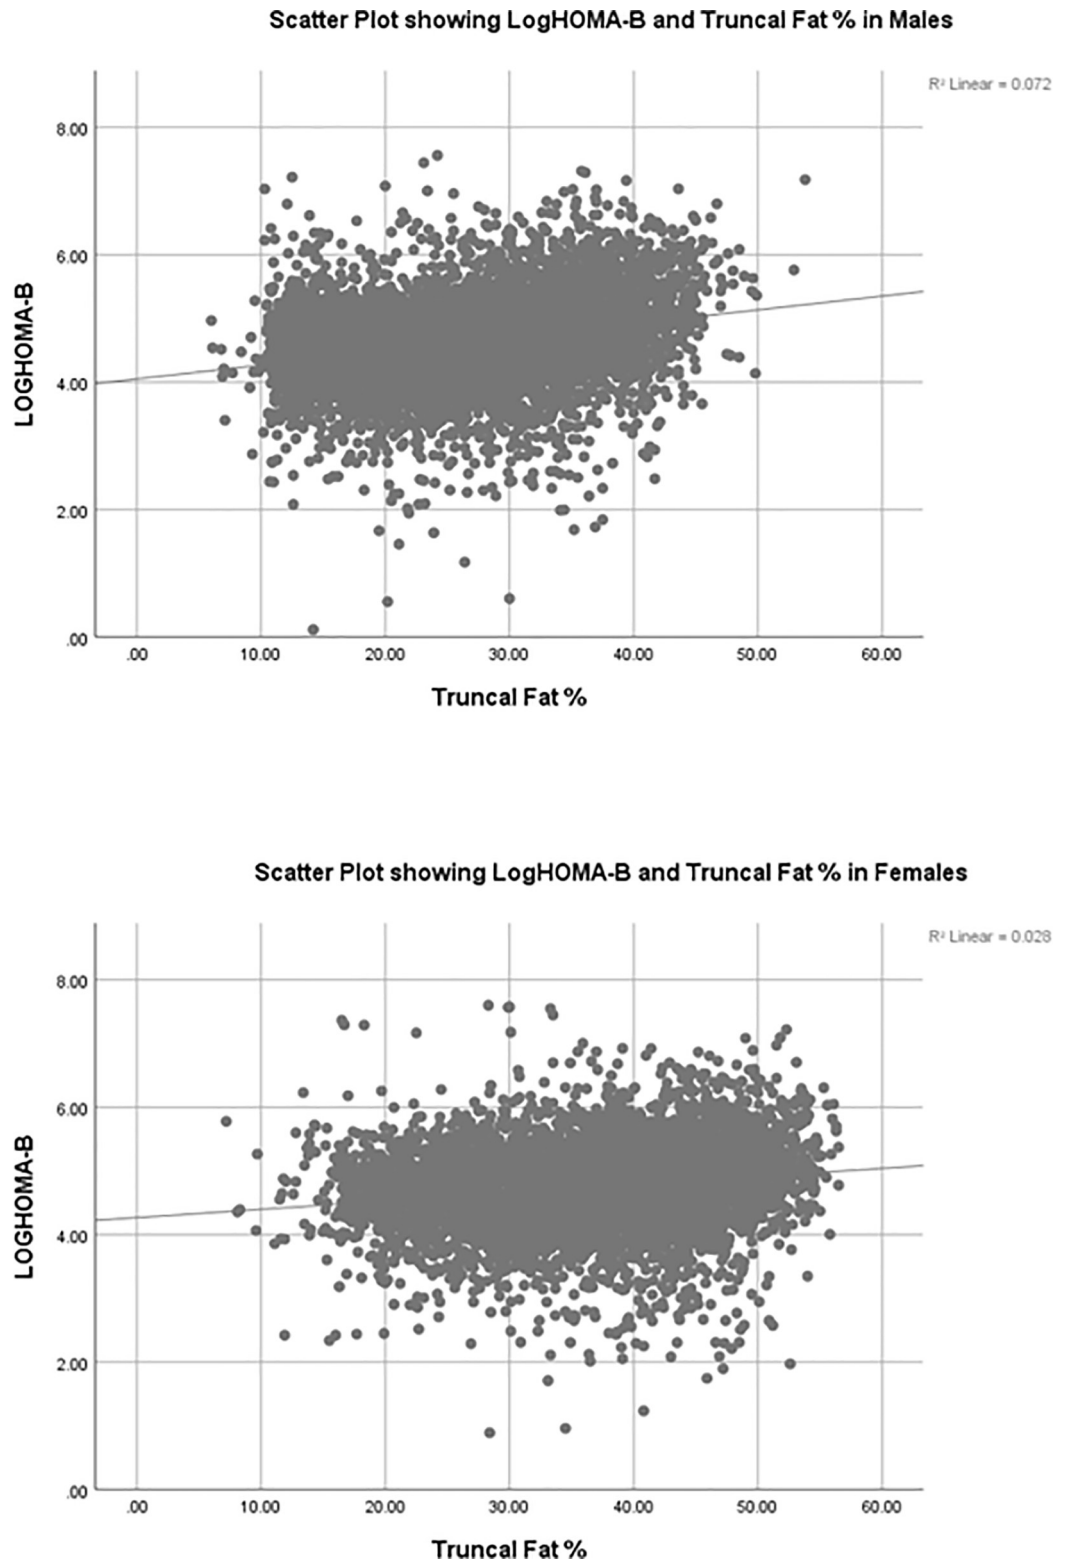 Scatter Plot showing LogHOMA-B and Truncal Fat % in Males
R² Linear = 0.072
8.00
6.00
LOGHOMA-B
4.00
2.00
.00
.00 10.00 20.00 30.00 40.00 50.00 60.00
Truncal Fat %
Scatter Plot showing LogHOMA-B and Truncal Fat % in Females
R² Linear = 0.028
8.00
6.00
LOGHOMA-B
4.00
2.00
.00
.00 10.00 20.00 30.00 40.00 50.00 60.00
Truncal Fat %